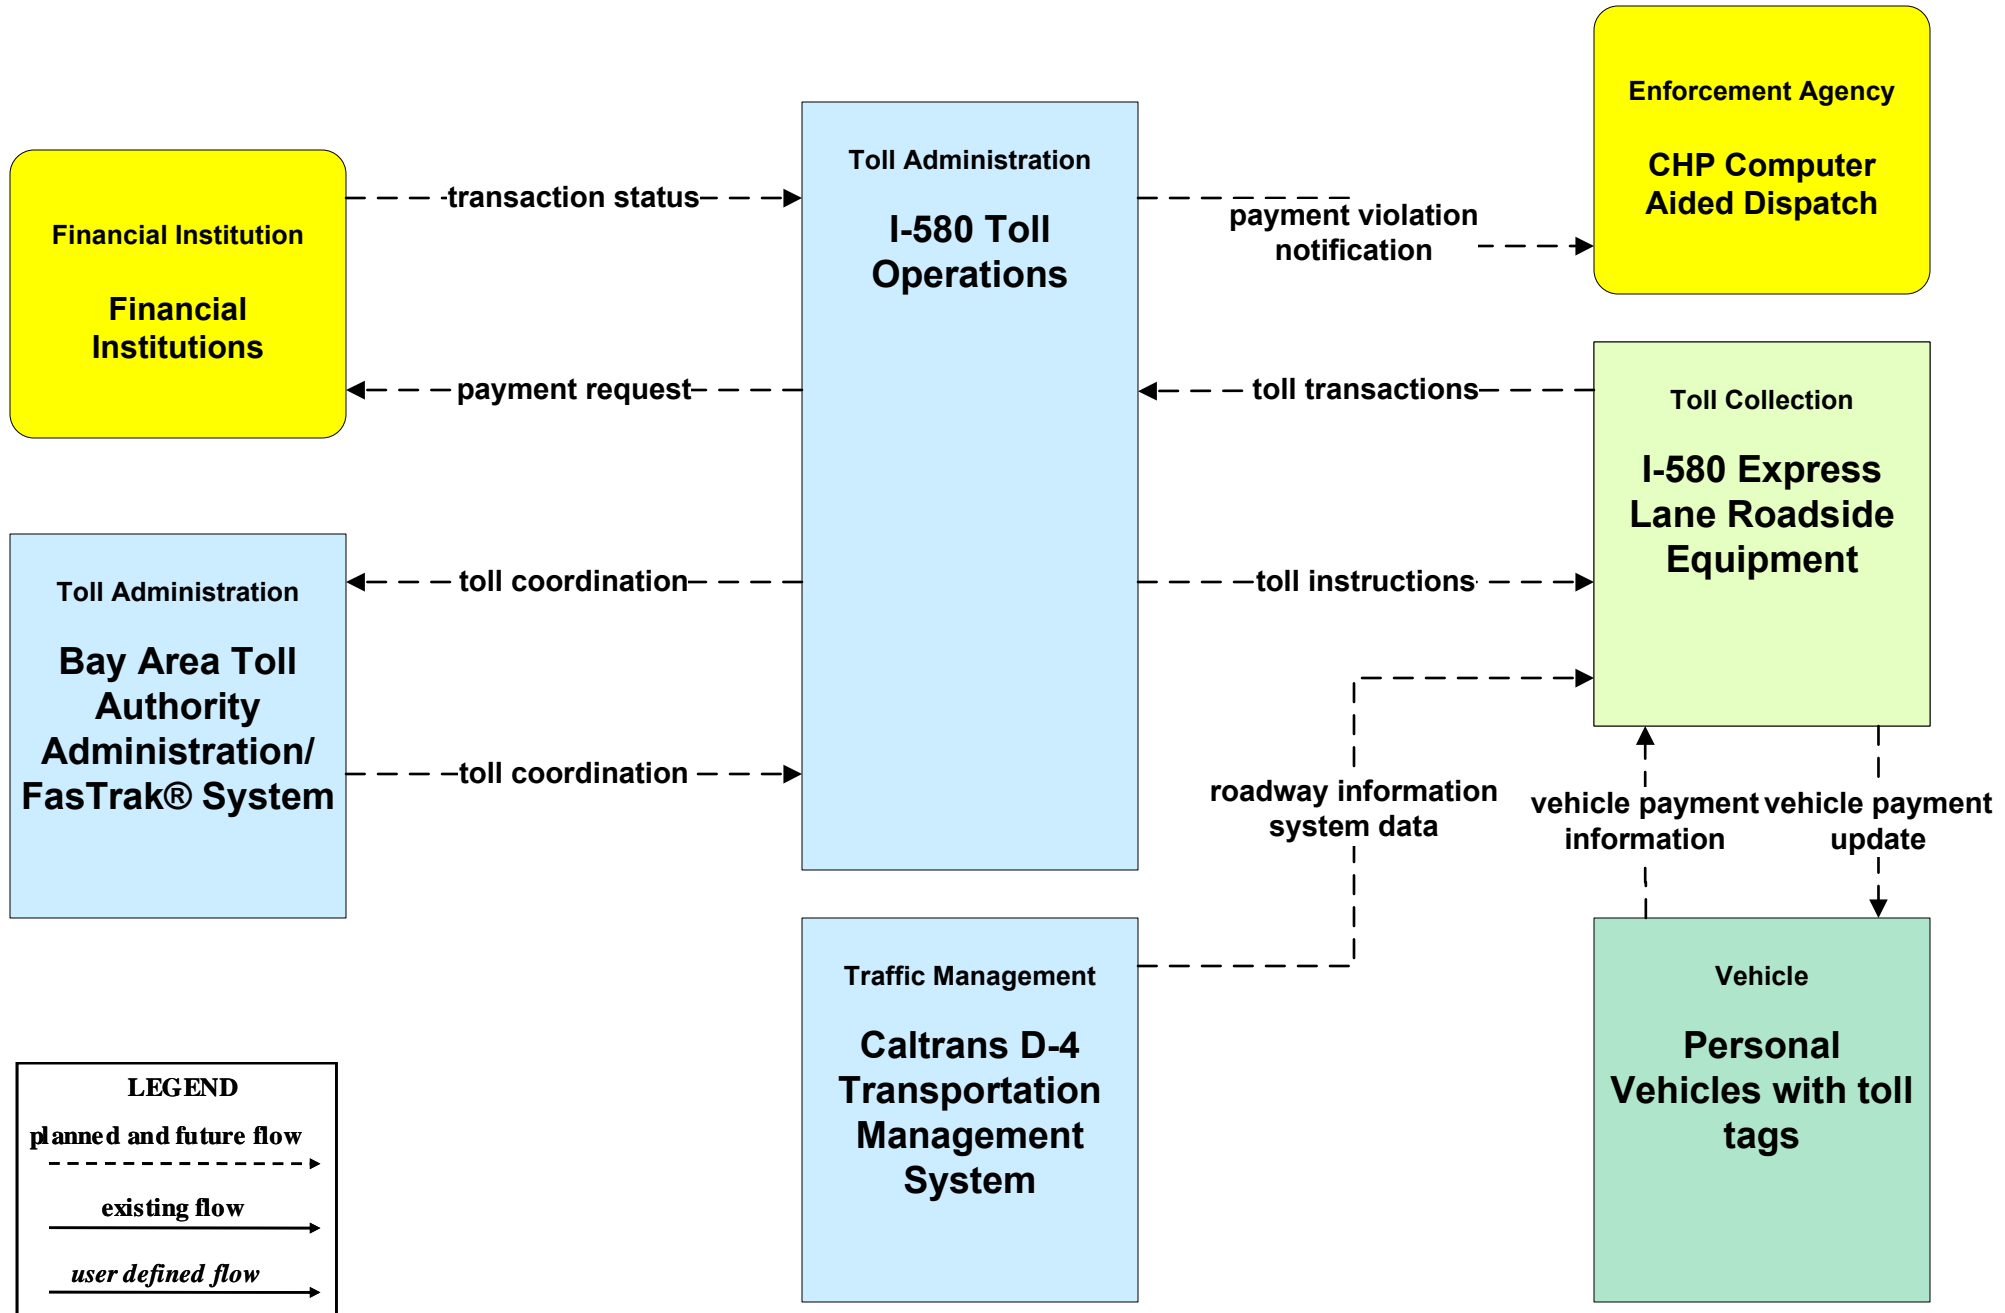 Enforcement Agency
CHP Computer
Aided Dispatch
Toll Administration
I-580 Toll
Operations
Financial Institution
Financial
Institutions
transaction status
payment violation
notification
payment request
toll transactions
Toll Collection
I-580 Express
Lane Roadside
Equipment
toll coordination
toll instructions
Toll Administration
Bay Area Toll
Authority
Administration/
FasTrak® System
toll coordination
roadway information
system data
vehicle payment
information
vehicle payment
update
Traffic Management
Caltrans D-4
Transportation
Management
System
Vehicle
Personal
Vehicles with toll
tags
LEGEND
planned and future flow
existing flow
user defined flow